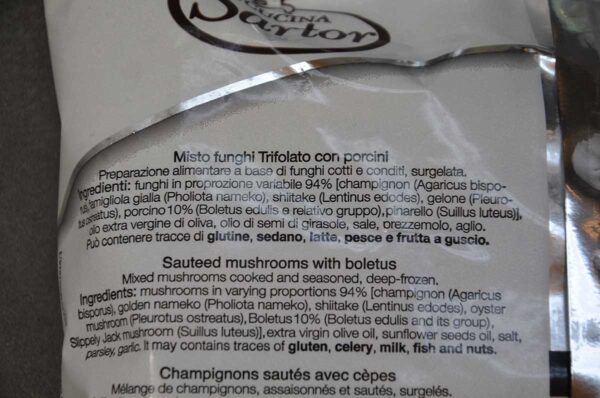 CUCINA
Sartor
Misto funghi Trifolato con porcini
Preparazione alimentare a base di funghi cotti e conditi, surgelata.
Ingredienti: funghi in proprozione variabile 94% [champignon (Agaricus bispo-
rus), famigliola gialla (Pholiota nameko), shiitake (Lentinus edodes), gelone (Pleuro-
tus ostreatus), porcino 10% (Boletus edulis e relativo gruppo), pinarello (Suillus luteus)],
olio extra vergine di oliva, olio di semi di girasole, sale, prezzemolo, aglio.
Può contenere tracce di glutine, sedano, latte, pesce e frutta a guscio.
Sauteed mushrooms with boletus
Mixed mushrooms cooked and seasoned, deep-frozen.
Ingredients: mushrooms in varying proportions 94% [champignon (Agaricus
bisporus), golden nameko (Pholiota nameko), shiitake (Lentinus edodes), oyster
mushroom (Pleurotus ostreatus), Boletus 10% (Boletus edulis and its group),
Slippely Jack mushroom (Suillus luteus)], extra virgin olive oil, sunflower seeds oil, salt,
parsley, garlic. It may contains traces of gluten, celery, milk, fish and nuts.
Champignons sautés avec cèpes
Mélange de champignons, assaisonnés et sautés, surgelés.